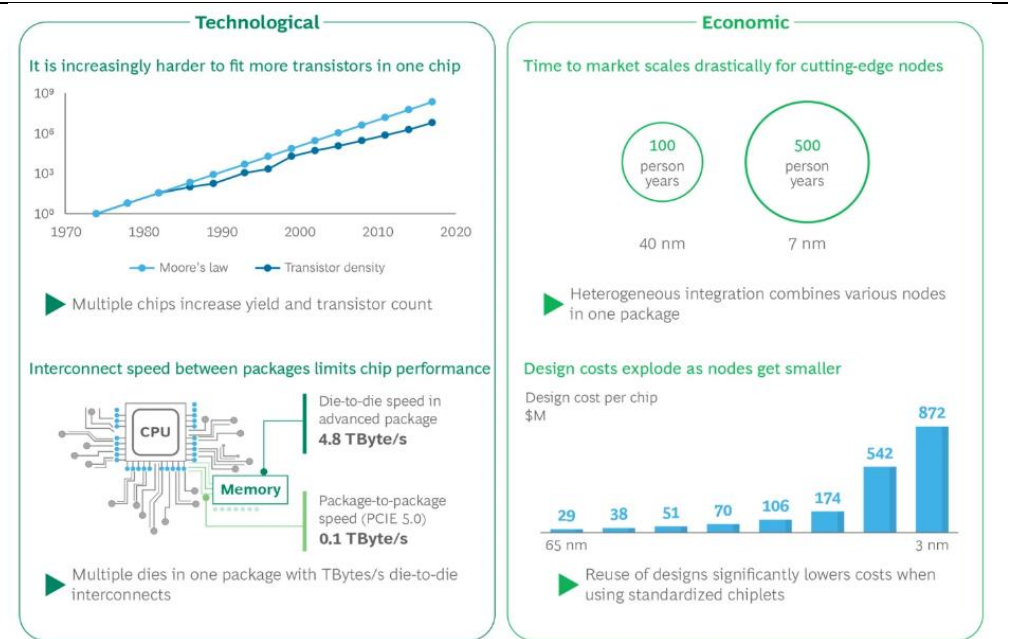 Technological
It is increasingly harder to fit more transistors in one chip
10⁹
10⁶
10³
10⁰
1970 1980 1990 2000 2010 2020
Moore's law Transistor density
Multiple chips increase yield and transistor count
Interconnect speed between packages limits chip performance
CPU
Memory
Die-to-die speed in
advanced package
4.8 TByte/s
Package-to-package
speed (PCIE 5.0)
0.1 TByte/s
Multiple dies in one package with TBytes/s die-to-die
interconnects
Economic
Time to market scales drastically for cutting-edge nodes
100
person
years
40 nm
500
person
years
7 nm
Heterogeneous integration combines various nodes
in one package
Design costs explode as nodes get smaller
Design cost per chip
$M
29 38 51 70 106 174 542 872
65 nm 3 nm
Reuse of designs significantly lowers costs when
using standardized chiplets